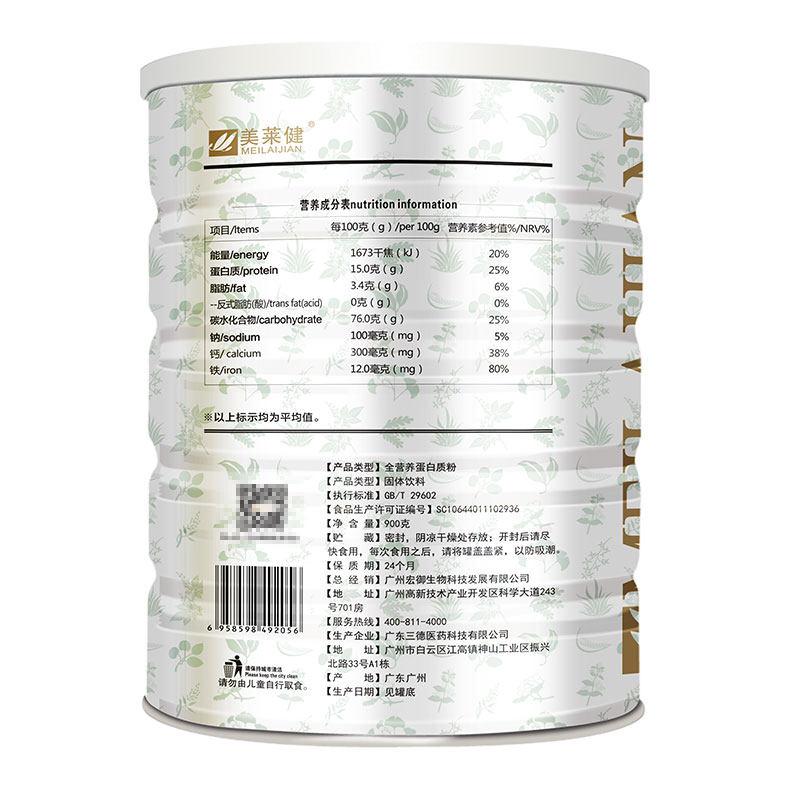 美莱健®
MEILAIJIAN
营养成分表nutrition information
项目/Items 每100克（g）/per 100g 营养素参考值%/NRV%
能量/energy 1673千焦（kJ） 20%
蛋白质/protein 15.0克（g） 25%
脂肪/fat 3.4克（g） 6%
--反式脂肪(酸)/trans fat(acid) 0克（g） 0%
碳水化合物/carbohydrate 76.0克（g） 25%
钠/sodium 100毫克（mg） 5%
钙/ calcium 300毫克（mg） 38%
铁/iron 12.0毫克（mg） 80%
※以上标示均为平均值。
【产品类型】全营养蛋白质粉
【产品类型】固体饮料
【执行标准】GB/T 29602
【食品生产许可证编号】SC10644011102936
【净 含 量】900克
【贮 藏】密封，阴凉干燥处存放；开封后请尽
快食用，每次食用之后，请将罐盖盖紧，以防吸潮。
【保 质 期】24个月
【总 经 销】广州宏御生物科技发展有限公司
【地 址】广州高新技术产业开发区科学大道243
号701房
【服务热线】400-811-4000
【生产企业】广东三德医药科技有限公司
【地 址】广州市白云区江高镇神山工业区振兴
北路33号A1栋
【产 地】广东广州
【生产日期】见罐底
6 958598 492056
请保持城市清洁
Please keep the city clean
请勿由儿童自行取食。